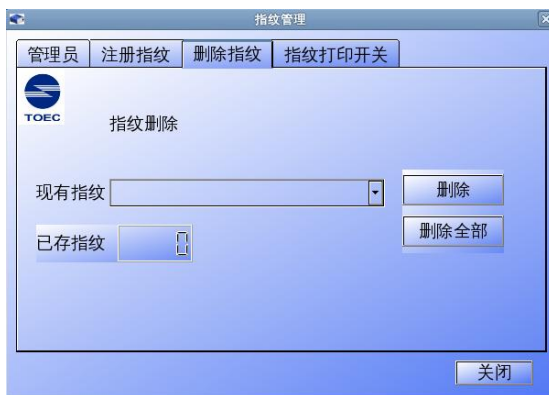 指纹管理
管理员 注册指纹 删除指纹 指纹打印开关
TOEC
指纹删除
现有指纹 删除
已存指纹 0 删除全部
关闭